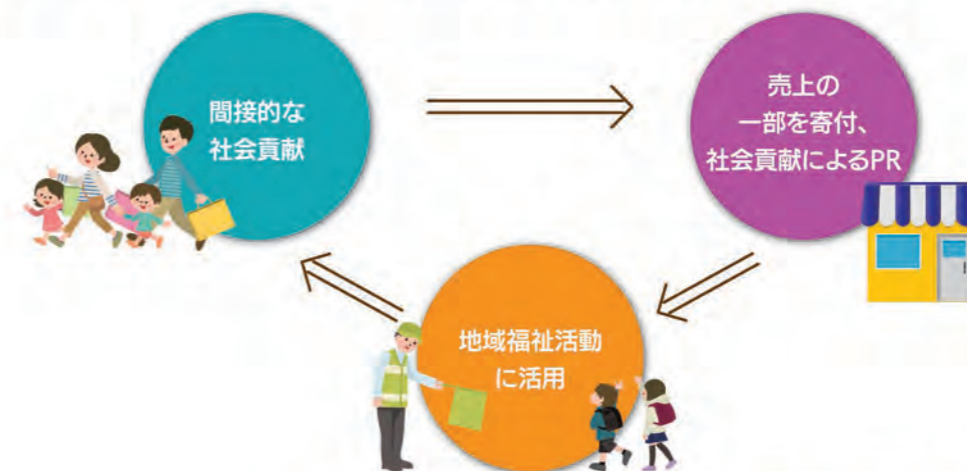 間接的な
社会貢献
売上の
一部を寄付、
社会貢献によるPR
地域福祉活動
に活用